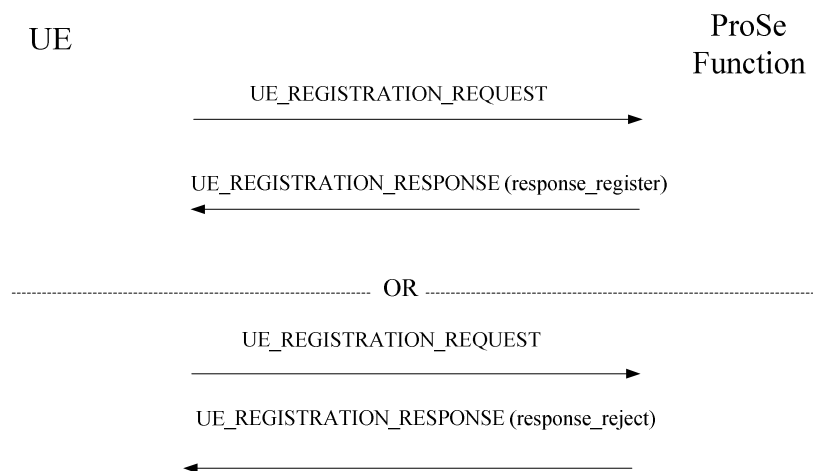 UE
ProSe
Function
UE_REGISTRATION_REQUEST
UE_REGISTRATION_RESPONSE (response_register)
OR
UE_REGISTRATION_REQUEST
UE_REGISTRATION_RESPONSE (response_reject)